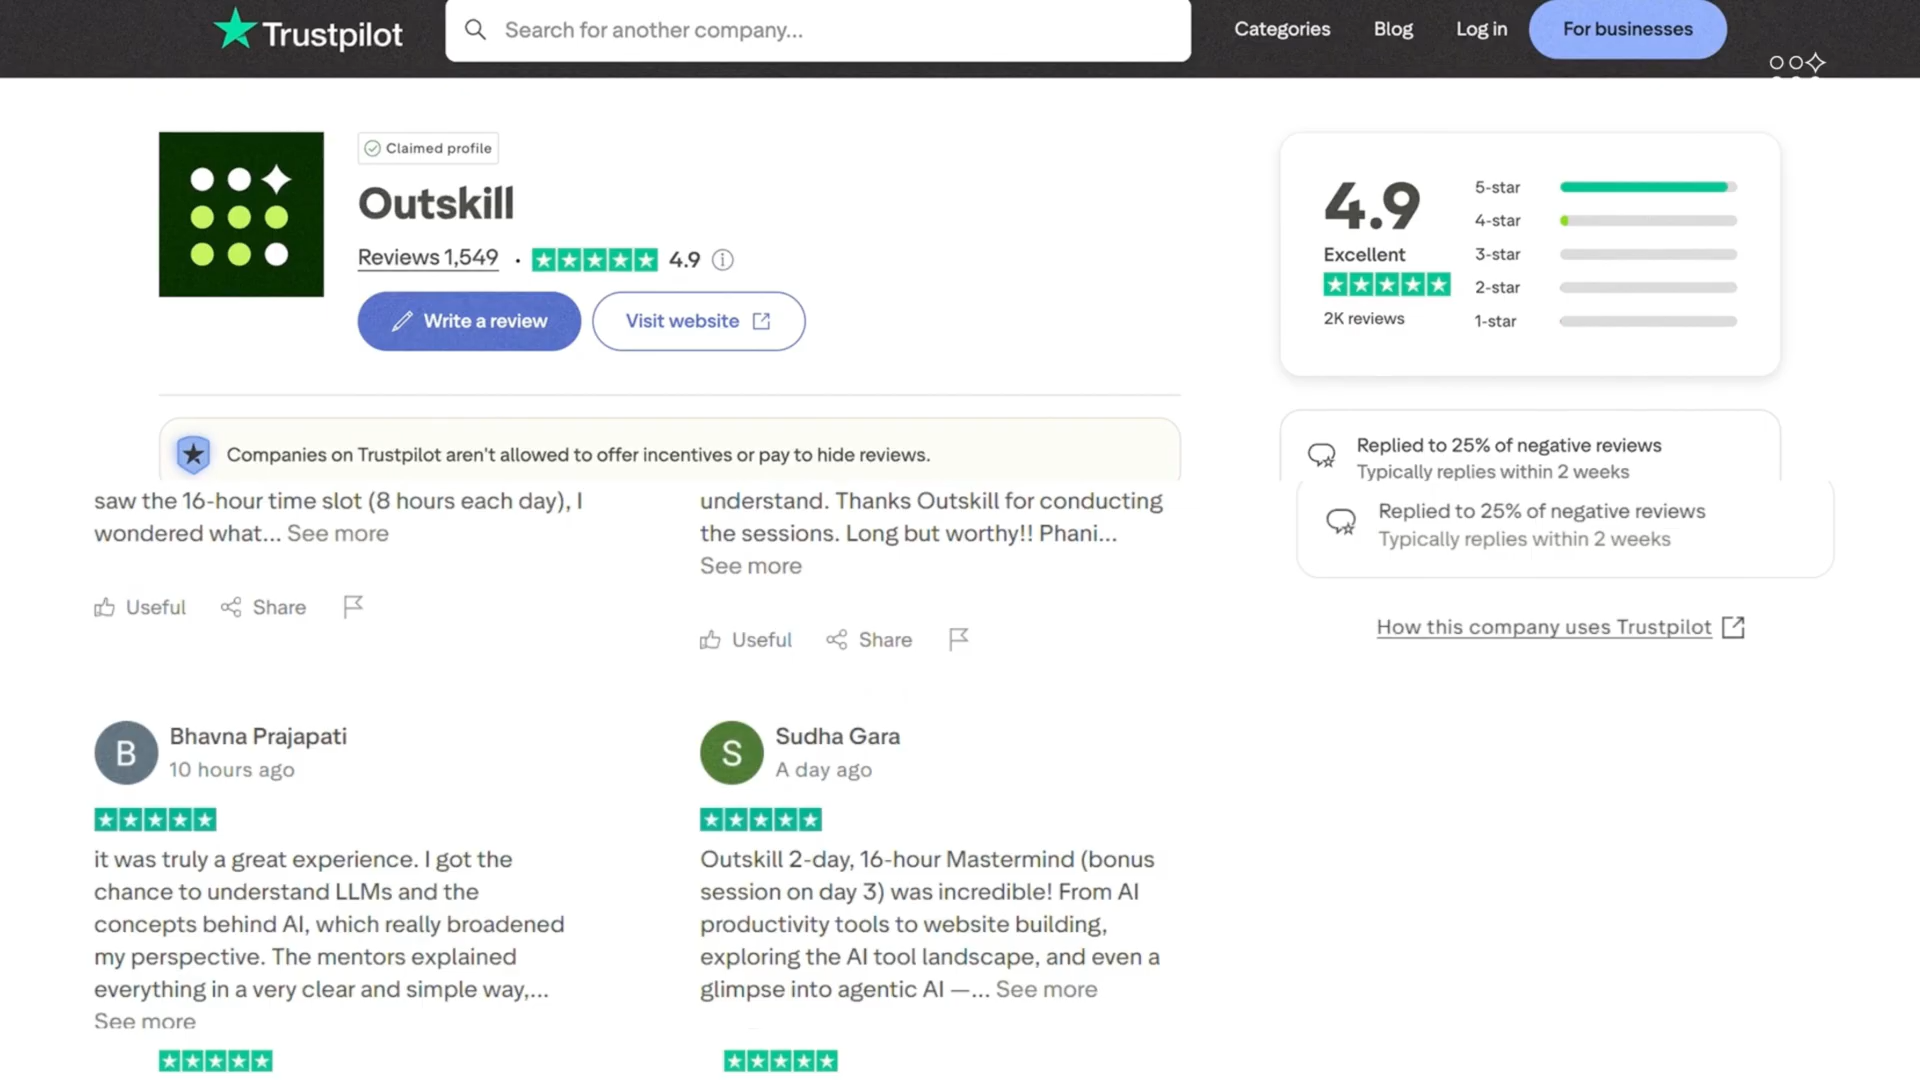 Trustpilot
Search for another company...
Categories
Blog
Log in
For businesses
Claimed profile
Outskill
Reviews 1,549 · 4.9
Write a review
Visit website
4.9
Excellent
2K reviews
5-star
4-star
3-star
2-star
1-star
Companies on Trustpilot aren't allowed to offer incentives or pay to hide reviews.
Replied to 25% of negative reviews
Typically replies within 2 weeks
Replied to 25% of negative reviews
Typically replies within 2 weeks
How this company uses Trustpilot
saw the 16-hour time slot (8 hours each day), I
wondered what... See more
Useful
Share
understand. Thanks Outskill for conducting
the sessions. Long but worthy!! Phani...
See more
Useful
Share
B
Bhavna Prajapati
10 hours ago
it was truly a great experience. I got the
chance to understand LLMs and the
concepts behind AI, which really broadened
my perspective. The mentors explained
everything in a very clear and simple way,...
See more
S
Sudha Gara
A day ago
Outskill 2-day, 16-hour Mastermind (bonus
session on day 3) was incredible! From AI
productivity tools to website building,
exploring the AI tool landscape, and even a
glimpse into agentic AI —... See more